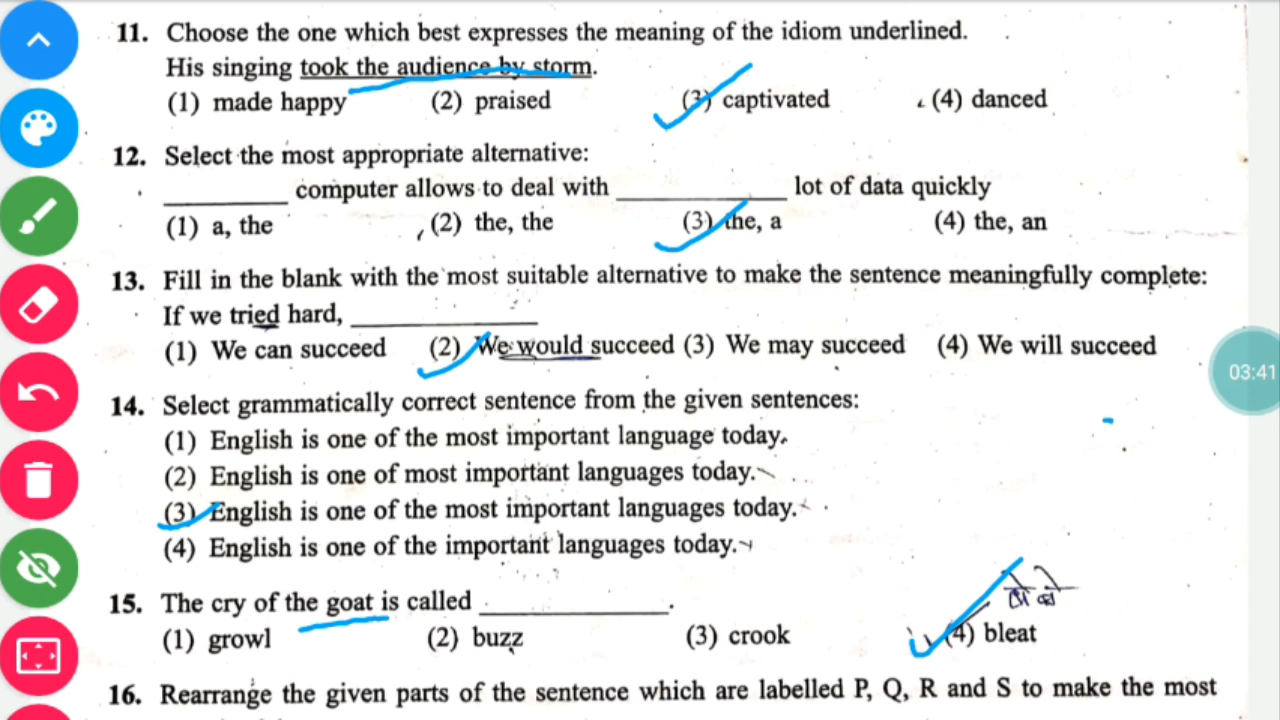 11. Choose the one which best expresses the meaning of the idiom underlined.
His singing took the audience by storm.
(1) made happy (2) praised (3) captivated (4) danced
12. Select the most appropriate alternative:
__________ computer allows to deal with __________ lot of data quickly
(1) a, the (2) the, the (3) the, a (4) the, an
13. Fill in the blank with the most suitable alternative to make the sentence meaningfully complete:
If we tried hard, __________
(1) We can succeed (2) We would succeed (3) We may succeed (4) We will succeed
14. Select grammatically correct sentence from the given sentences:
(1) English is one of the most important language today.
(2) English is one of most important languages today.
(3) English is one of the most important languages today.
(4) English is one of the important languages today.
15. The cry of the goat is called __________.
(1) growl (2) buzz (3) crook (4) bleat
16. Rearrange the given parts of the sentence which are labelled P, Q, R and S to make the most
03:41